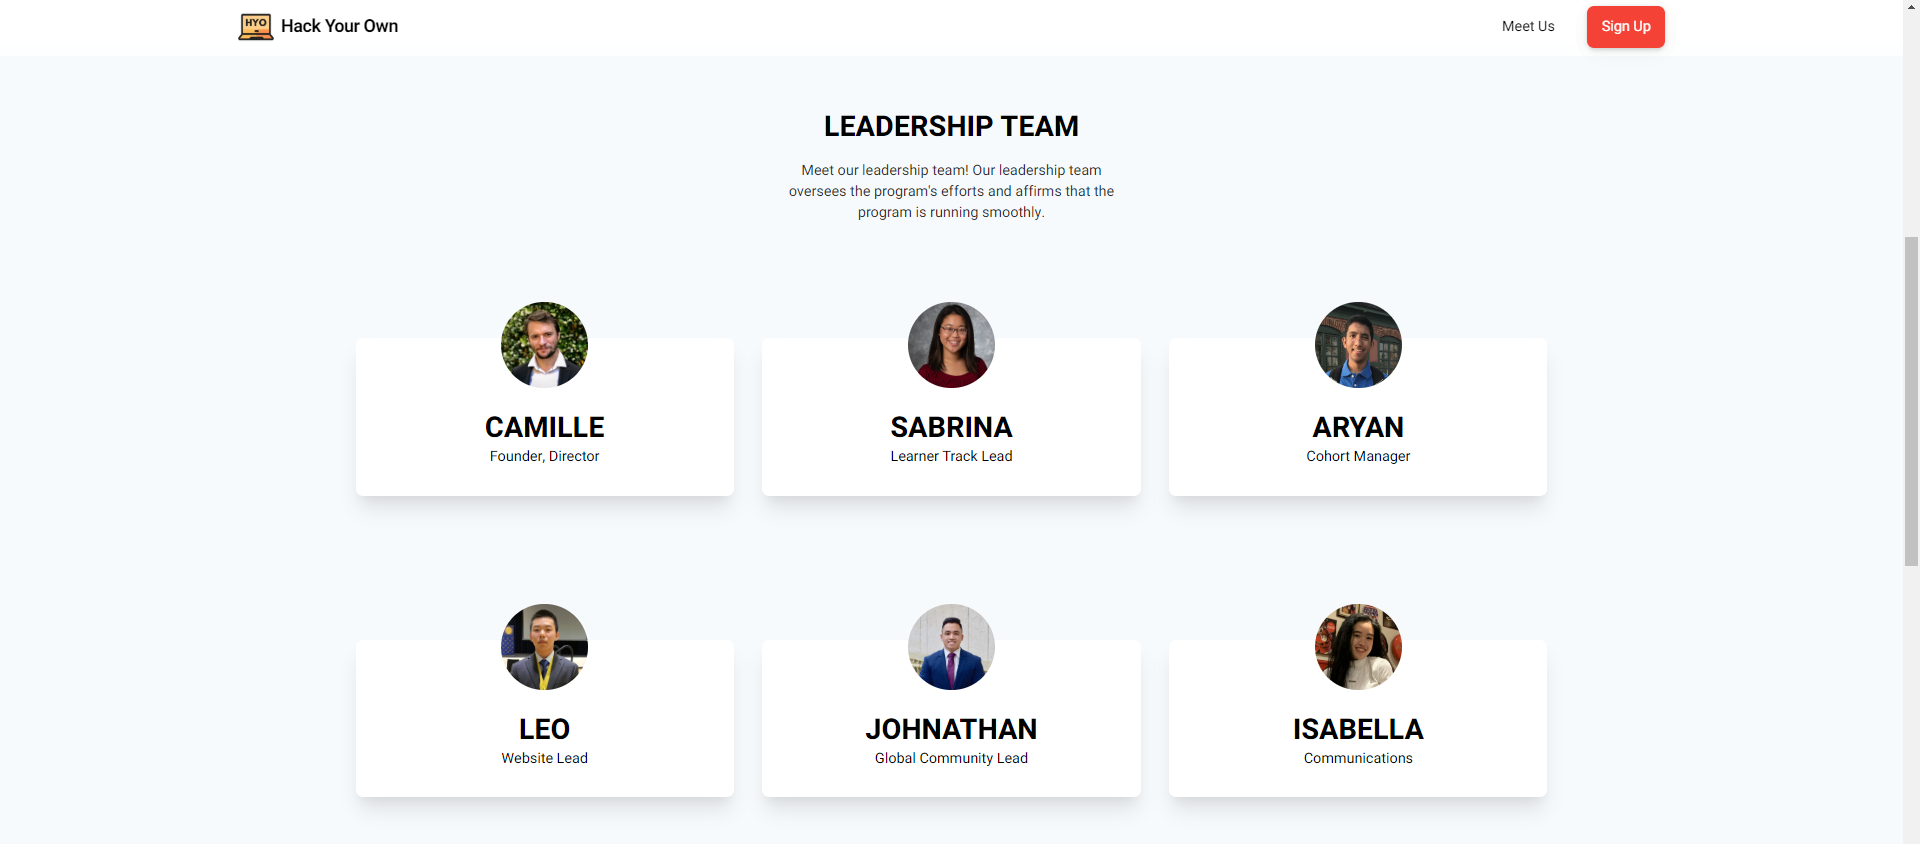 HYO
Hack Your Own
Meet Us
Sign Up
LEADERSHIP TEAM
Meet our leadership team! Our leadership team
oversees the program's efforts and affirms that the
program is running smoothly.
CAMILLE
Founder, Director
SABRINA
Learner Track Lead
ARYAN
Cohort Manager
LEO
Website Lead
JOHNATHAN
Global Community Lead
ISABELLA
Communications